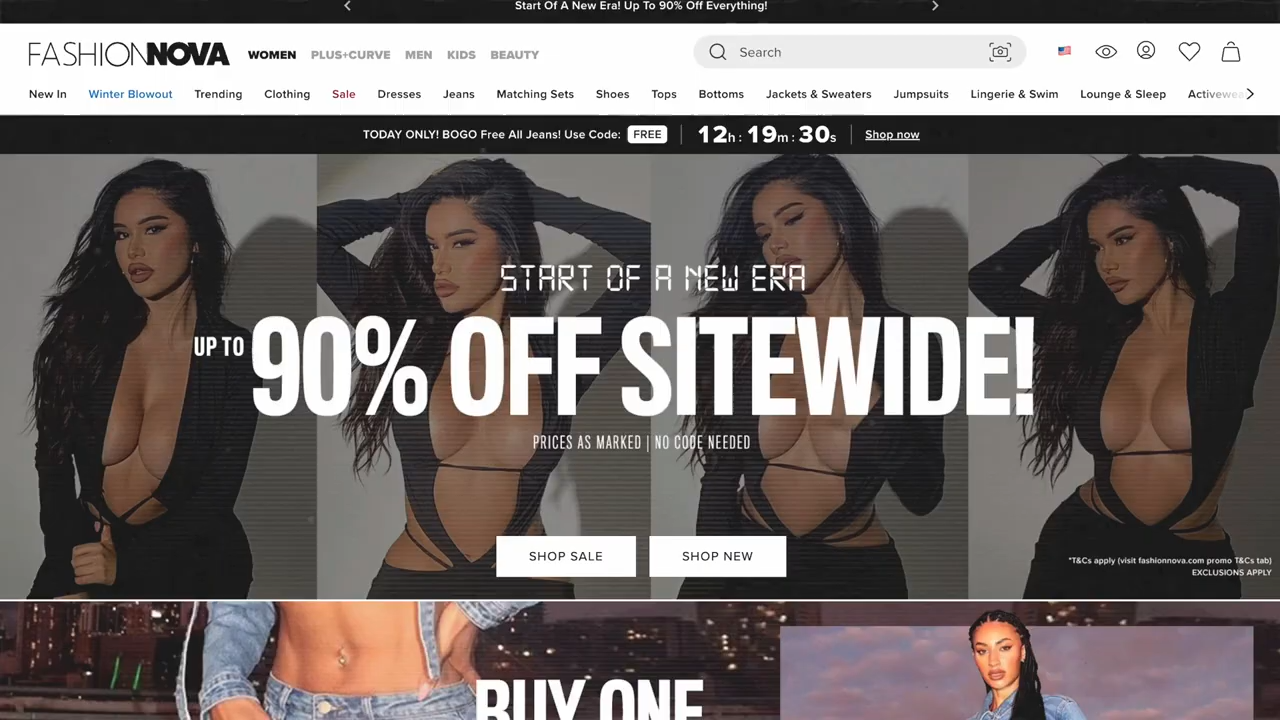 Start Of A New Era! Up To 90% Off Everything!
FASHIONNOVA WOMEN PLUS+CURVE MEN KIDS BEAUTY Search
New In Winter Blowout Trending Clothing Sale Dresses Jeans Matching Sets Shoes Tops Bottoms Jackets & Sweaters Jumpsuits Lingerie & Swim Lounge & Sleep
TODAY ONLY! BOGO Free All Jeans! Use Code: FREE 12h : 19m : 30s Shop now
START OF A NEW ERA
UP TO 90% OFF SITEWIDE!
PRICES AS MARKED | NO CODE NEEDED
SHOP SALE SHOP NEW
*T&Cs apply (visit fashionnova.com promo T&Cs tab)
EXCLUSIONS APPLY
BUY ONE